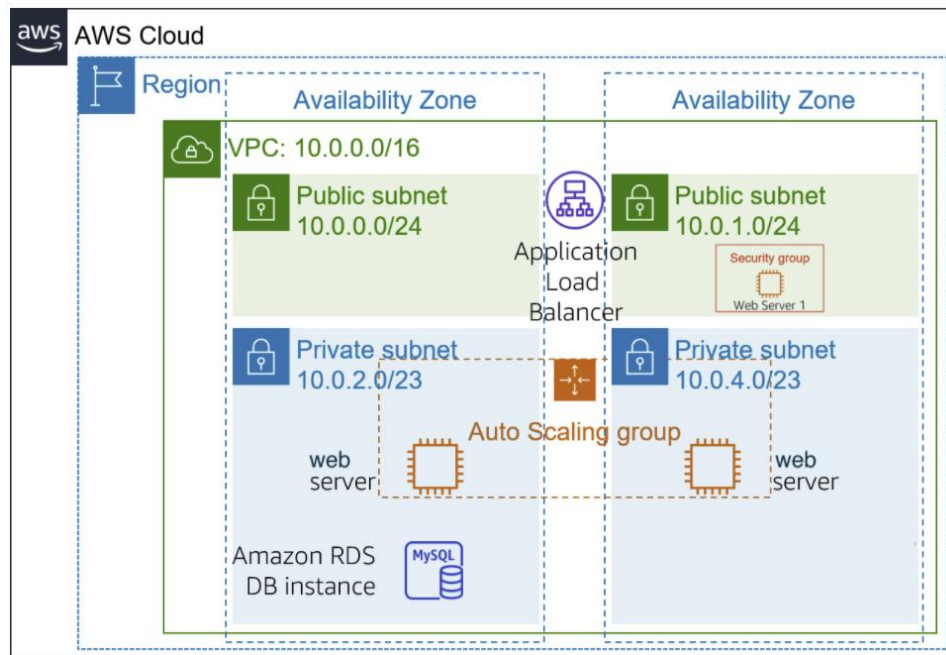 aws AWS Cloud
Region
Availability Zone
Availability Zone
VPC: 10.0.0.0/16
Public subnet
10.0.0.0/24
Application
Load
Balancer
Public subnet
10.0.1.0/24
Security group
Web Server 1
Private subnet
10.0.2.0/23
Private subnet
10.0.4.0/23
Auto Scaling group
web
server
web
server
Amazon RDS
DB instance
MySQL